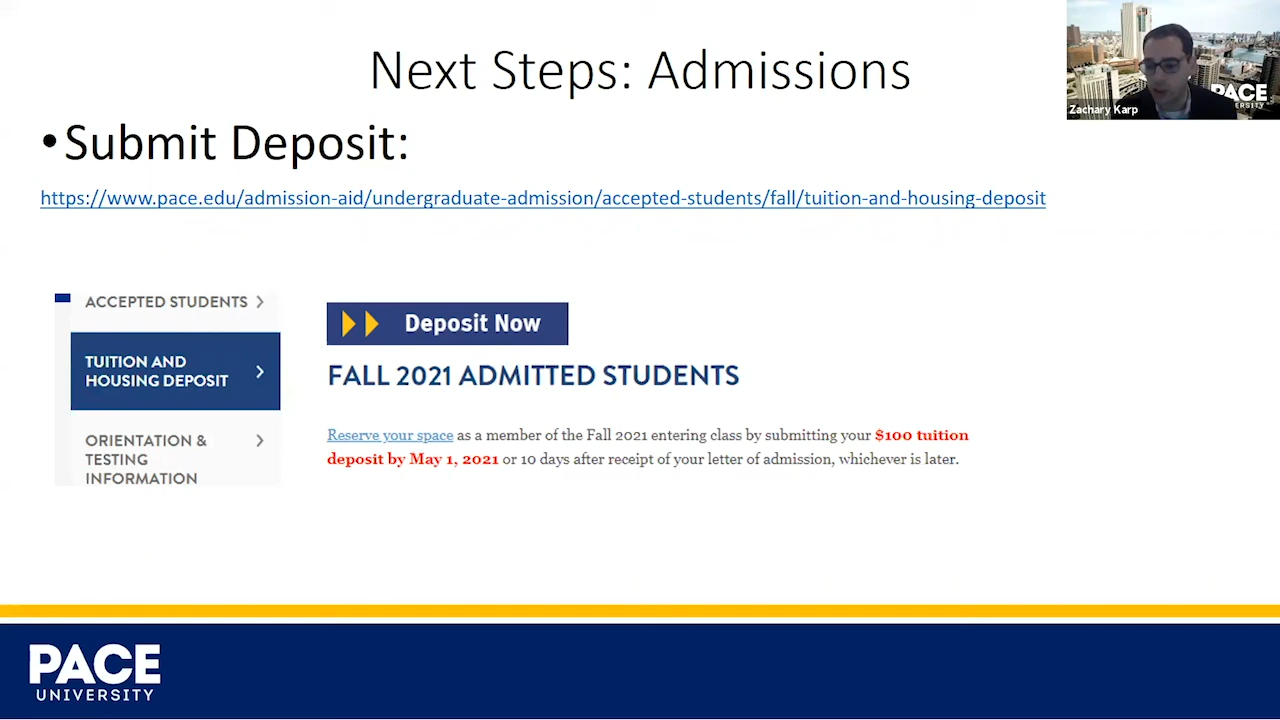 Next Steps: Admissions
PACE
UNIVERSITY
Zachary Karp
•Submit Deposit:
https://www.pace.edu/admission-aid/undergraduate-admission/accepted-students/fall/tuition-and-housing-deposit
ACCEPTED STUDENTS
TUITION AND
HOUSING DEPOSIT
ORIENTATION &
TESTING
INFORMATION
Deposit Now
FALL 2021 ADMITTED STUDENTS
Reserve your space as a member of the Fall 2021 entering class by submitting your $100 tuition
deposit by May 1, 2021 or 10 days after receipt of your letter of admission, whichever is later.
PACE
UNIVERSITY